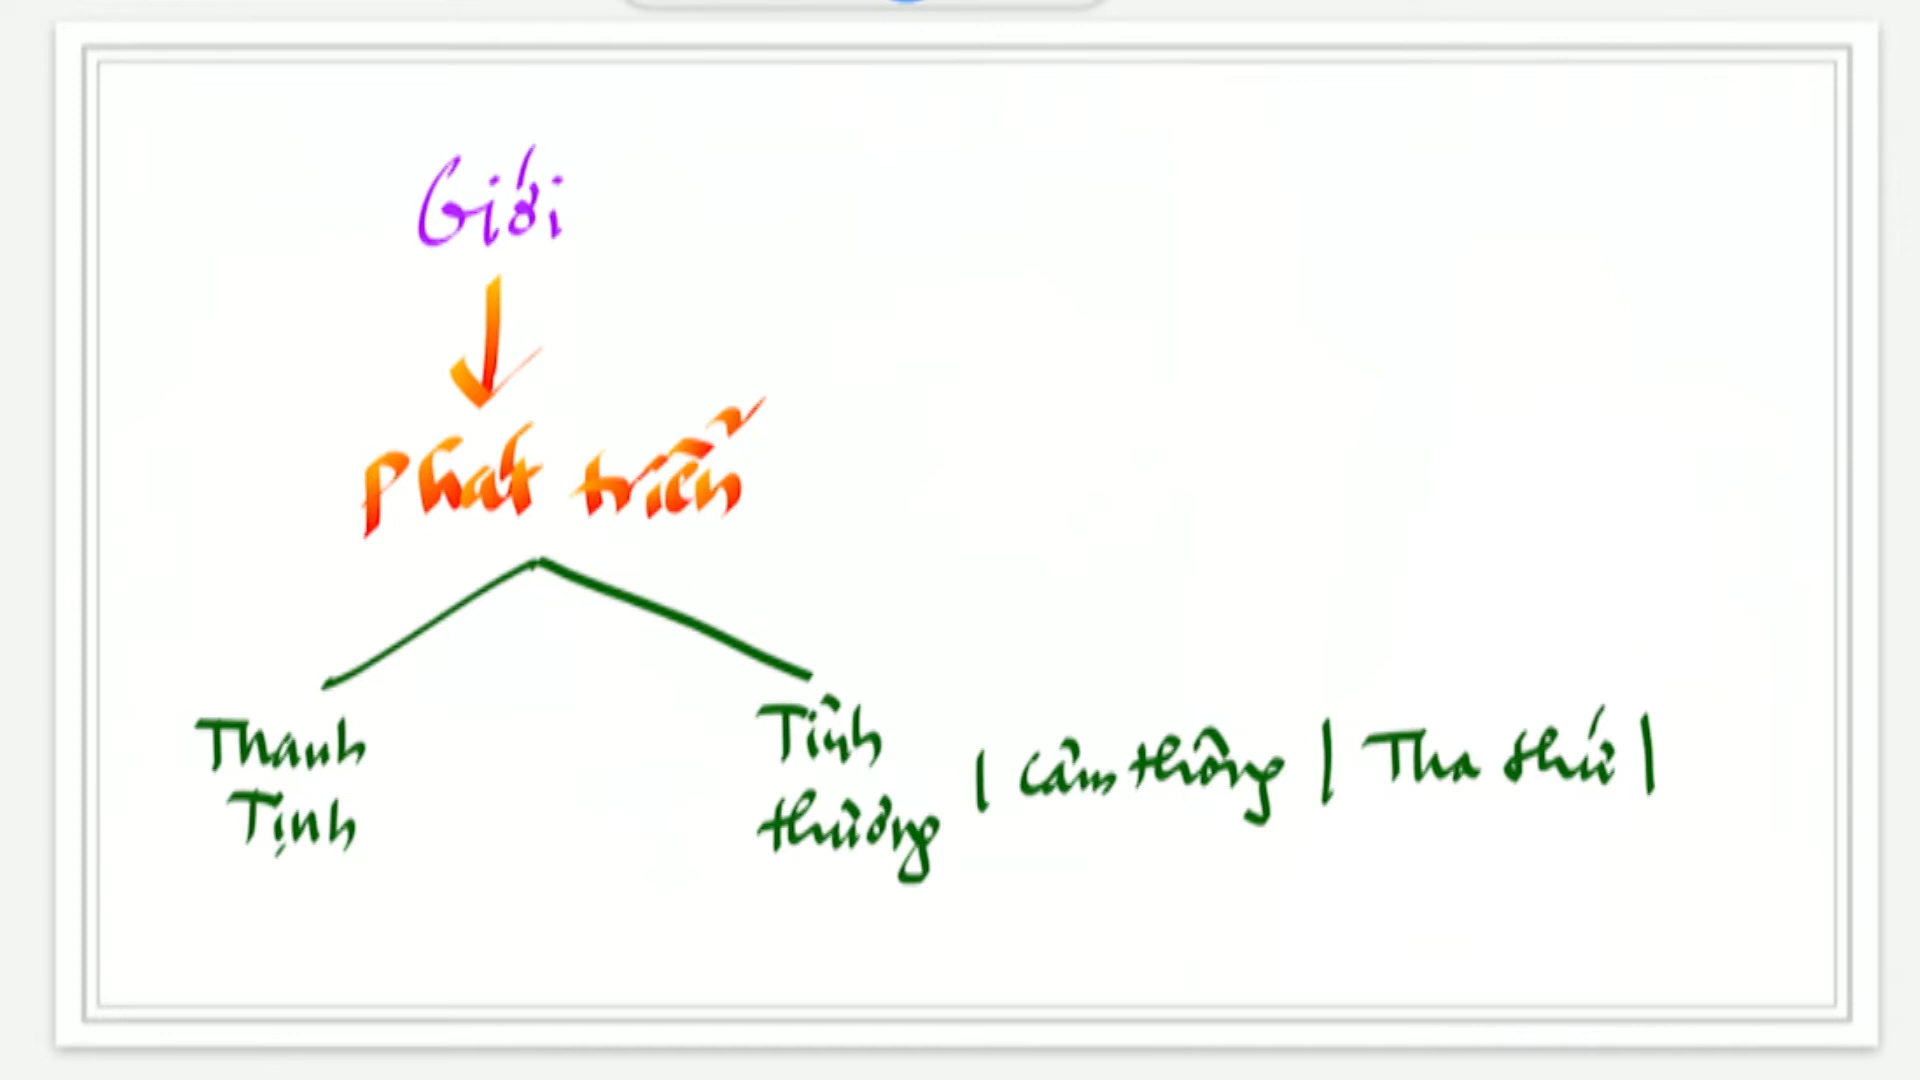 Giới
Phát triển
Thanh
Tịnh
Tình
thương
| Cảm thông | Tha thứ |